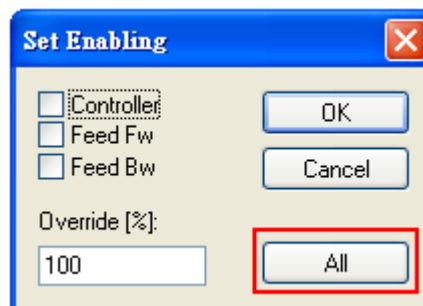 Set Enabling
Controller
OK
Feed Fw
Feed Bw
Cancel
Override [%]:
100
All